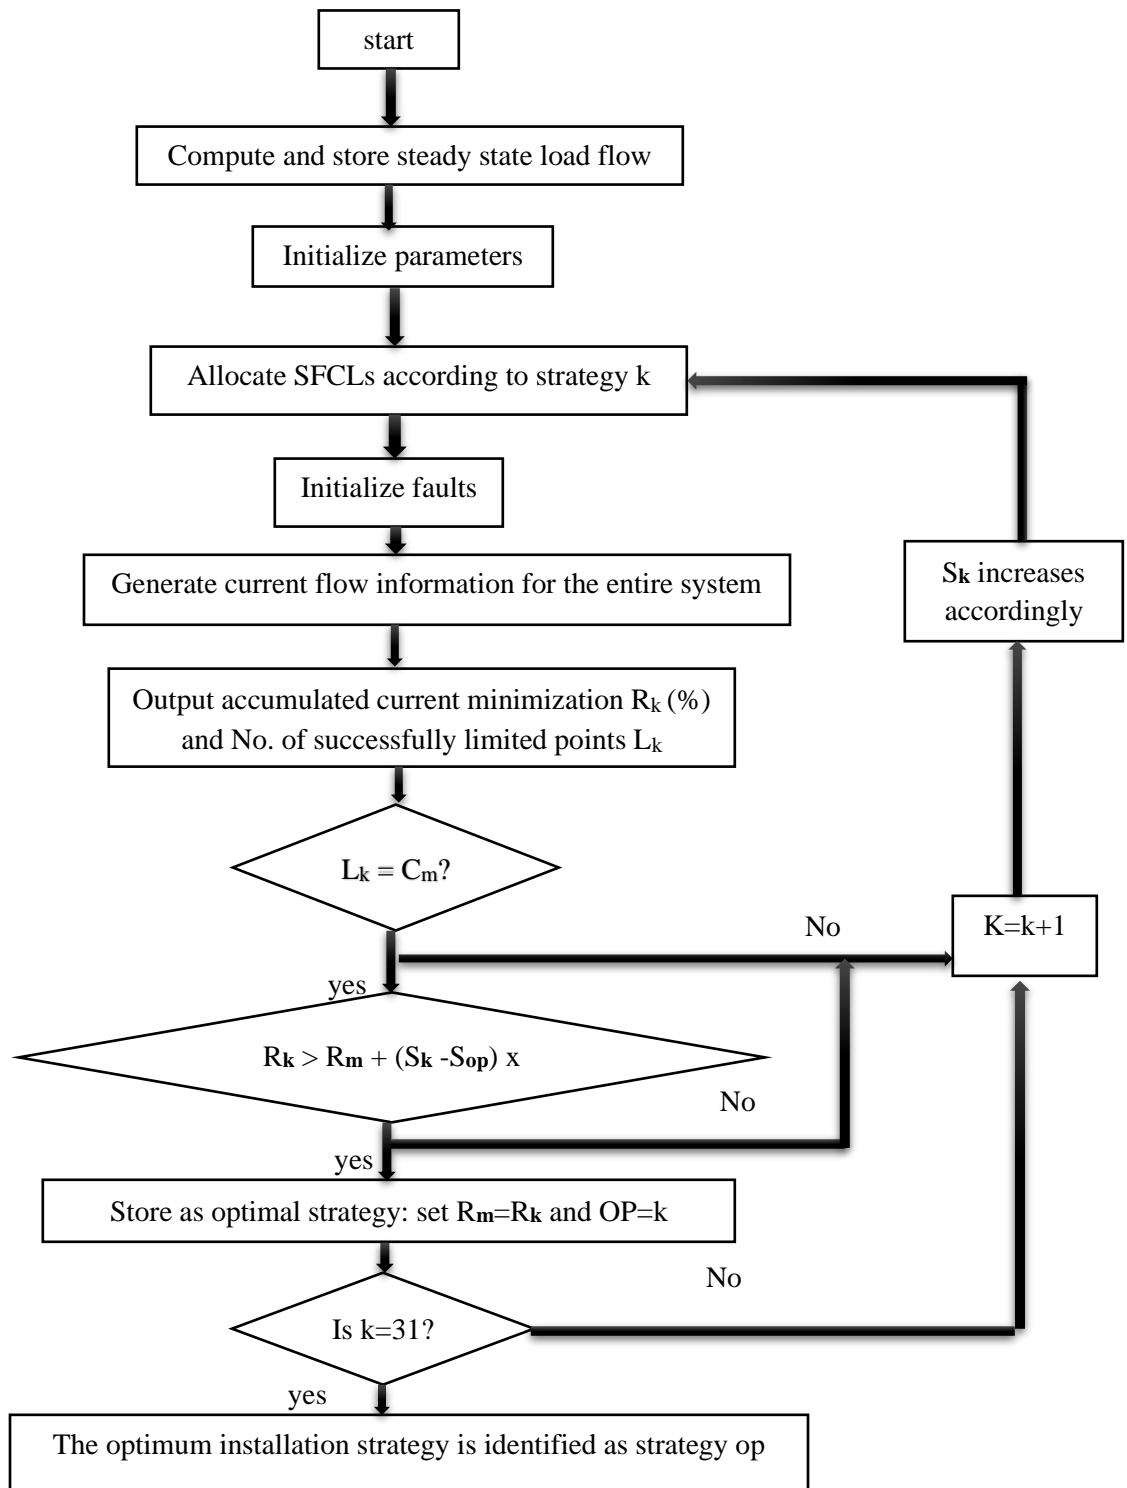 start
Compute and store steady state load flow
Initialize parameters
Allocate SFCLs according to strategy k
Initialize faults
Generate current flow information for the entire system
Sk increases
accordingly
Output accumulated current minimization Rk (%)
and No. of successfully limited points Lk
Lk = Cm?
No
K=k+1
yes
Rk > Rm + (Sk -Sop) x
No
yes
Store as optimal strategy: set Rm=Rk and OP=k
No
Is k=31?
yes
The optimum installation strategy is identified as strategy op